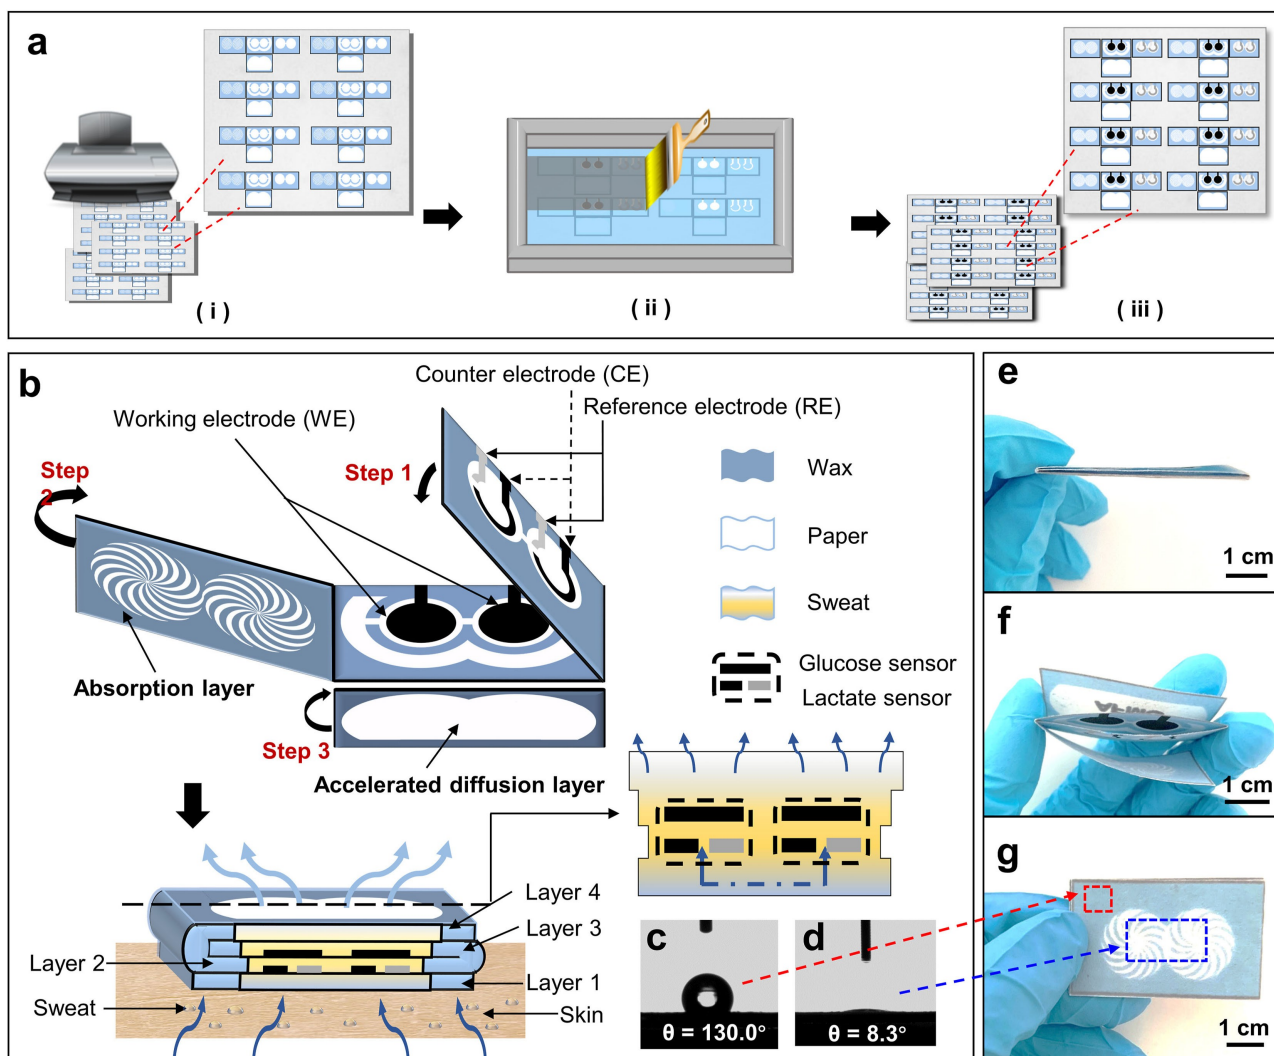 a
( i )
( ii )
( iii )
b
Counter electrode (CE)
Reference electrode (RE)
Working electrode (WE)
Step 1
Step
2
Wax
Paper
Sweat
Glucose sensor
Lactate sensor
Absorption layer
Step 3
Accelerated diffusion layer
Layer 4
Layer 3
Layer 2
Layer 1
Sweat
Skin
c
θ = 130.0°
d
θ = 8.3°
e
1 cm
f
1 cm
g
1 cm